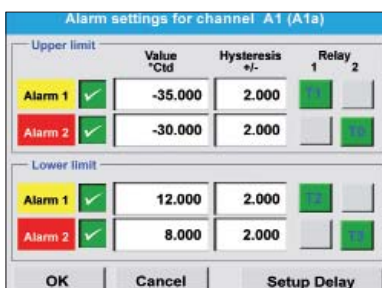 Alarm settings for channel A1 (A1a)
Upper limit
Value Hysteresis Relay
°Ctd +/- 1 2
Alarm 1 -35.000 2.000 T1
Alarm 2 -30.000 2.000 T0
Lower limit
Alarm 1 12.000 2.000 T2
Alarm 2 8.000 2.000 T3
OK Cancel Setup Delay